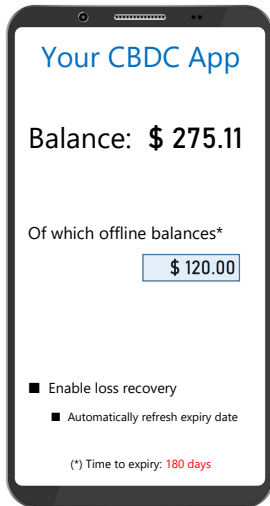 Your CBDC App
Balance: $ 275.11
Of which offline balances*
$ 120.00
Enable loss recovery
Automatically refresh expiry date
(*) Time to expiry: 180 days